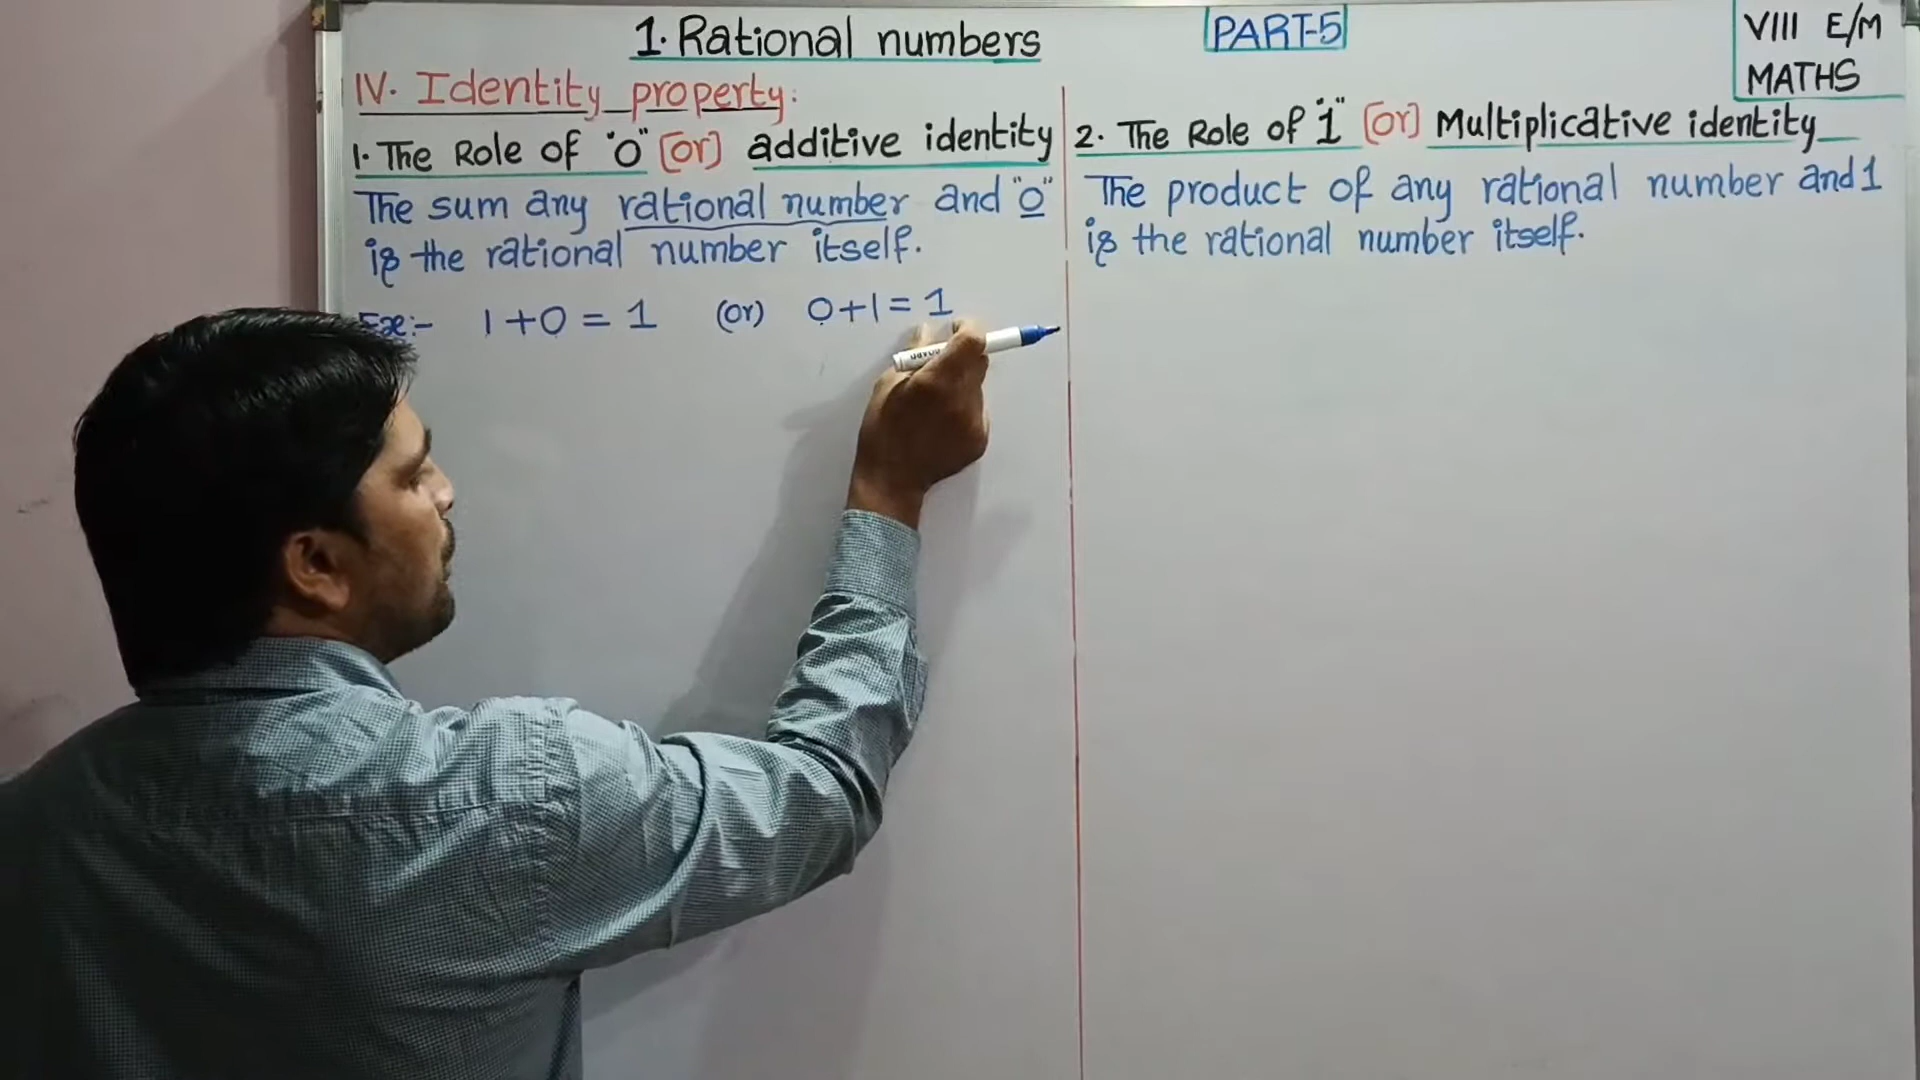 1. Rational numbers
PART-5
VIII E/M
MATHS
IV. Identity property:
1. The Role of "0" [or] additive identity
The sum any rational number and "0"
is the rational number itself.
Ex:- 1+0 = 1 (or) 0+1 = 1
2. The Role of "1" [or] Multiplicative identity
The product of any rational number and 1
is the rational number itself.